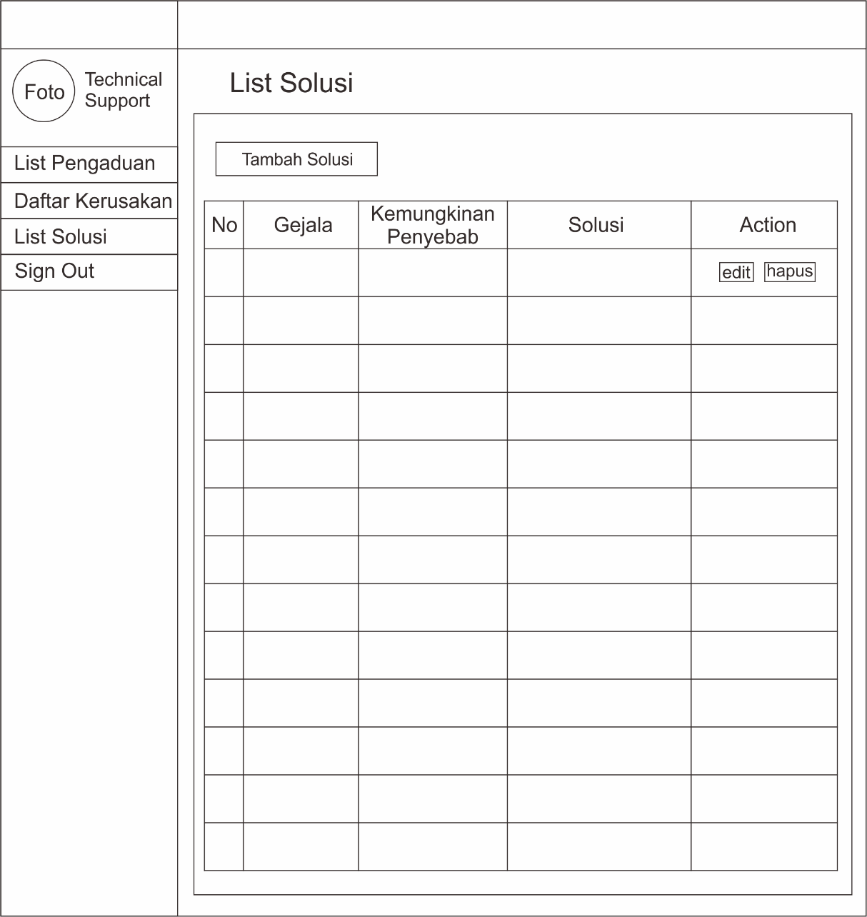 Foto
Technical
Support
List Pengaduan
Daftar Kerusakan
List Solusi
Sign Out
List Solusi
Tambah Solusi
No Gejala Kemungkinan Penyebab Solusi Action
edit hapus